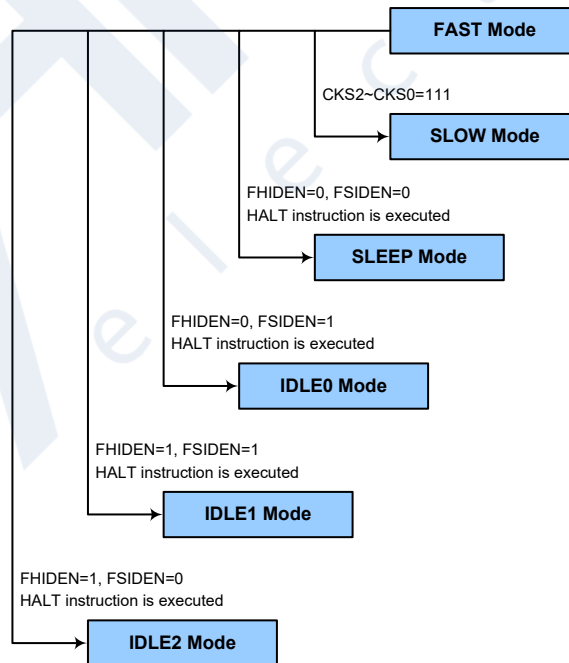 FAST Mode
CKS2~CKS0=111
SLOW Mode
FHIDEN=0, FSIDEN=0
HALT instruction is executed
SLEEP Mode
FHIDEN=0, FSIDEN=1
HALT instruction is executed
IDLE0 Mode
FHIDEN=1, FSIDEN=1
HALT instruction is executed
IDLE1 Mode
FHIDEN=1, FSIDEN=0
HALT instruction is executed
IDLE2 Mode